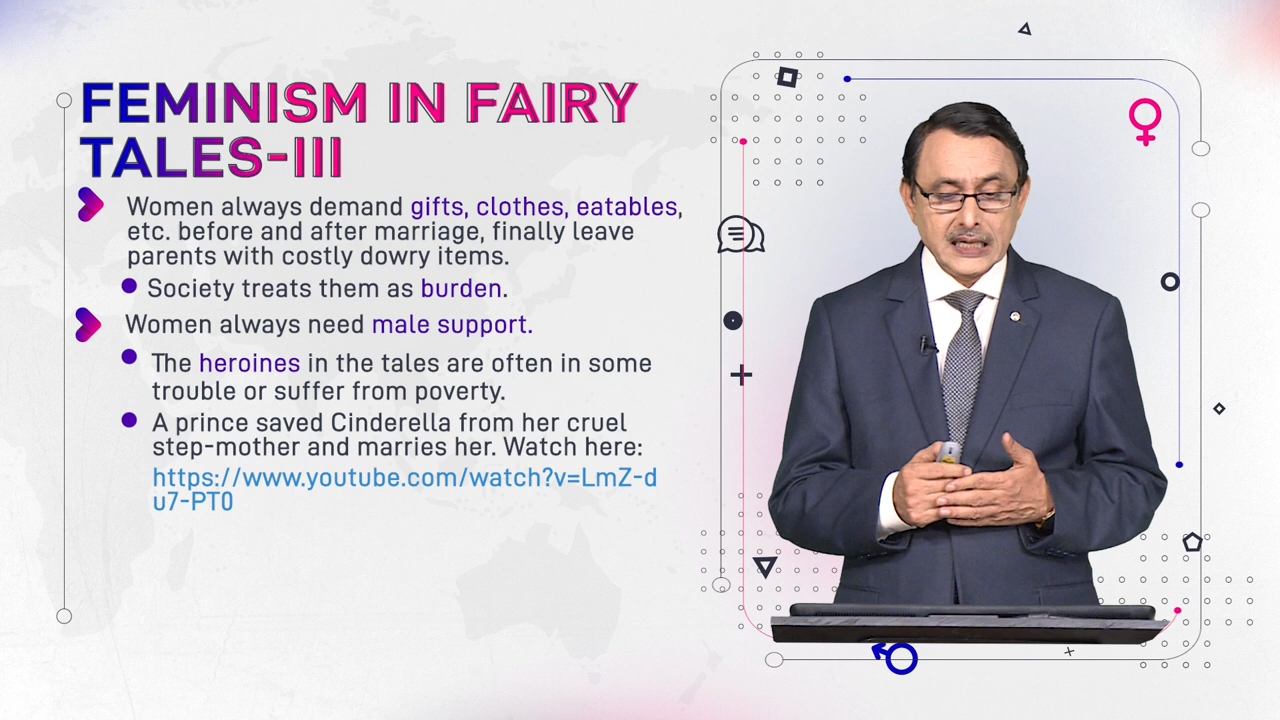 FEMINISM IN FAIRY
TALES-III
Women always demand gifts, clothes, eatables,
etc. before and after marriage, finally leave
parents with costly dowry items.
Society treats them as burden.
Women always need male support.
The heroines in the tales are often in some
trouble or suffer from poverty.
A prince saved Cinderella from her cruel
step-mother and marries her. Watch here:
https://www.youtube.com/watch?v=LmZ-d
u7-PT0